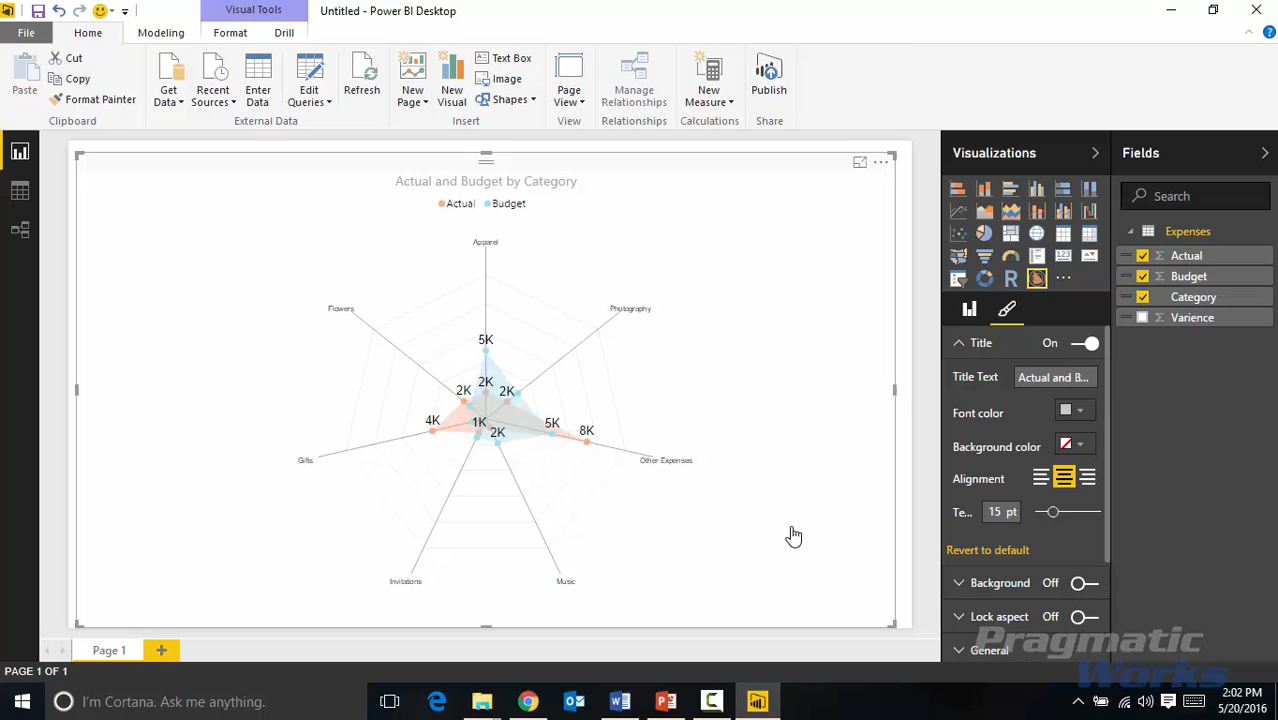 Visual Tools
Untitled - Power BI Desktop
File
Home
Modeling
Format
Drill
Paste
Cut
Copy
Format Painter
Clipboard
Get Data
Recent Sources
Enter Data
Edit Queries
Refresh
External Data
New Page
New Visual
Text Box
Image
Shapes
Insert
Page View
View
Manage Relationships
Relationships
New Measure
Calculations
Publish
Share
Actual and Budget by Category
Actual
Budget
Apparel
Flowers
Photography
5K
2K
2K
2K
4K
1K
2K
5K
8K
Gifts
Other Expenses
Invitations
Music
Visualizations
R
Title
On
Title Text
Actual and B...
Font color
Background color
Alignment
Te...
15 pt
Revert to default
Background
Off
Lock aspect
Off
General
Fields
Search
Expenses
Actual
Budget
Category
Varience
Page 1
PAGE 1 OF 1
Pragmatic
Works
I'm Cortana. Ask me anything.
2:02 PM
5/20/2016